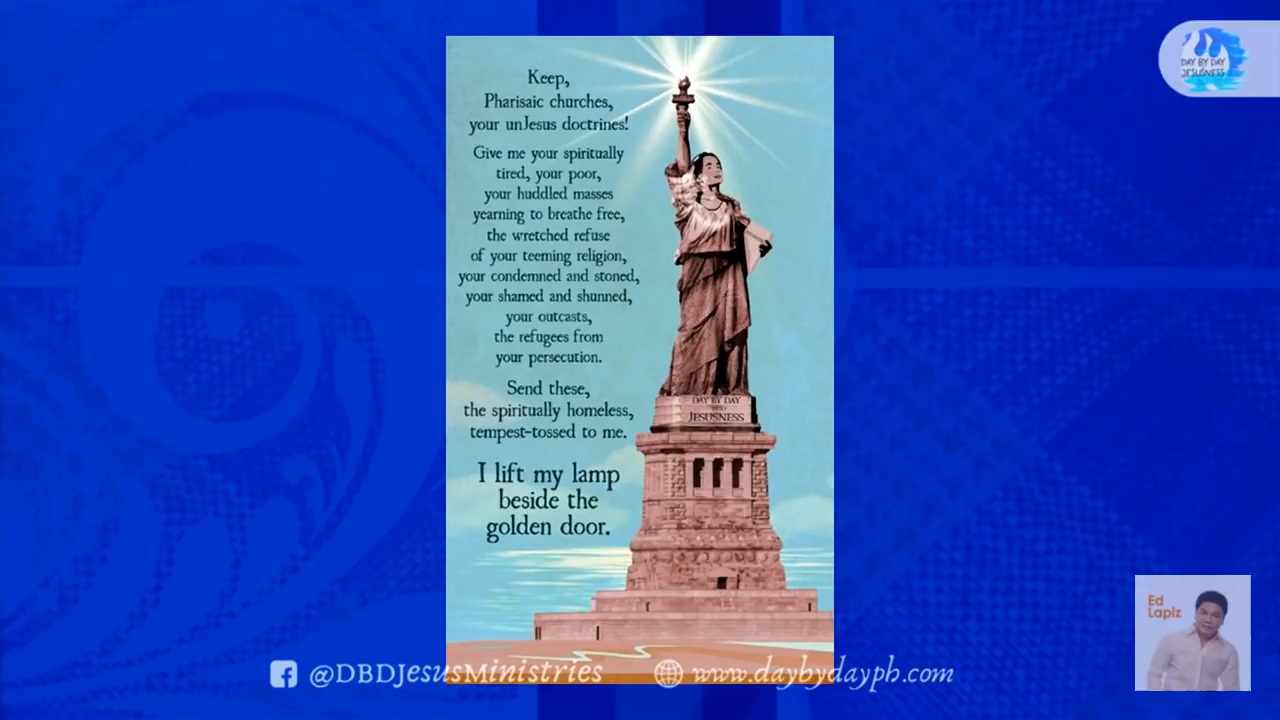 Keep,
Pharisaic churches,
your unJesus doctrines!
Give me your spiritually
tired, your poor,
your huddled masses
yearning to breathe free,
the wretched refuse
of your teeming religion,
your condemned and stoned,
your shamed and shunned,
your outcasts,
the refugees from
your persecution.
Send these,
the spiritually homeless,
tempest-tossed to me.
I lift my lamp
beside the
golden door.
DAY BY DAY
JESUSNESS
DAY BY DAY
JESUSNESS
Ed
Lapiz
@DBDJesusMinistries
www.daybydayph.com